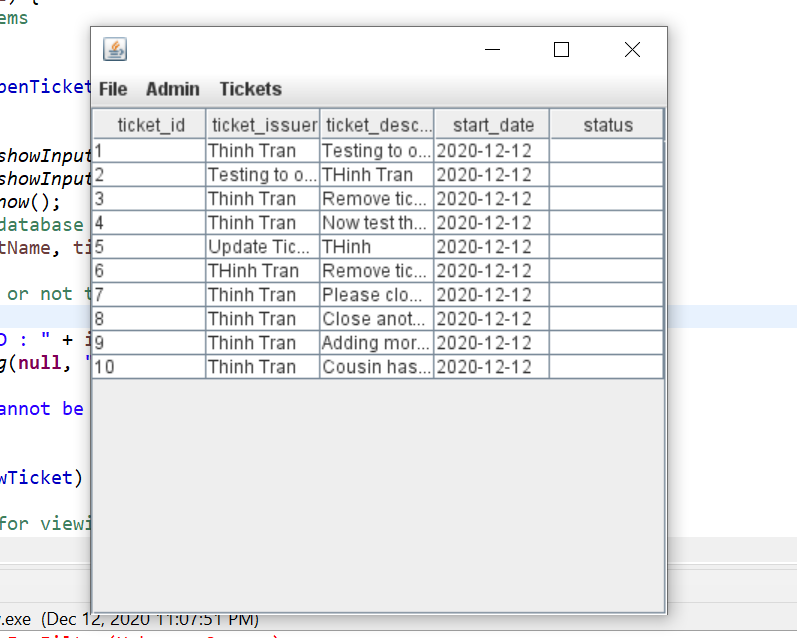 ems
File Admin Tickets
ticket_id ticket_issuer ticket_desc... start_date status
1 Thinh Tran Testing to o... 2020-12-12
2 Testing to o... THinh Tran 2020-12-12
3 Thinh Tran Remove tic... 2020-12-12
4 Thinh Tran Now test th... 2020-12-12
5 Update Tic... THinh 2020-12-12
6 THinh Tran Remove tic... 2020-12-12
7 Thinh Tran Please clo... 2020-12-12
8 Thinh Tran Close anot... 2020-12-12
9 Thinh Tran Adding mor... 2020-12-12
10 Thinh Tran Cousin has... 2020-12-12
penTicket
showInput
showInput
now();
database
tName, ti
or not t
D : " + i
g(null, "
annot be
wTicket)
for viewi
.exe (Dec 12, 2020 11:07:51 PM)